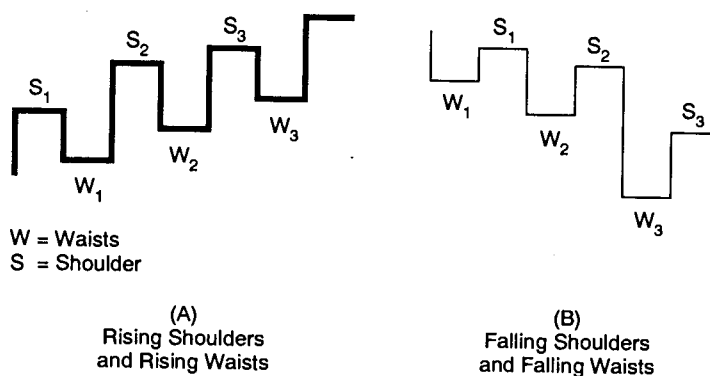 S1
S2
S3
W1
W2
W3
W = Waists
S = Shoulder
(A)
Rising Shoulders
and Rising Waists
S1
S2
S3
W1
W2
W3
(B)
Falling Shoulders
and Falling Waists